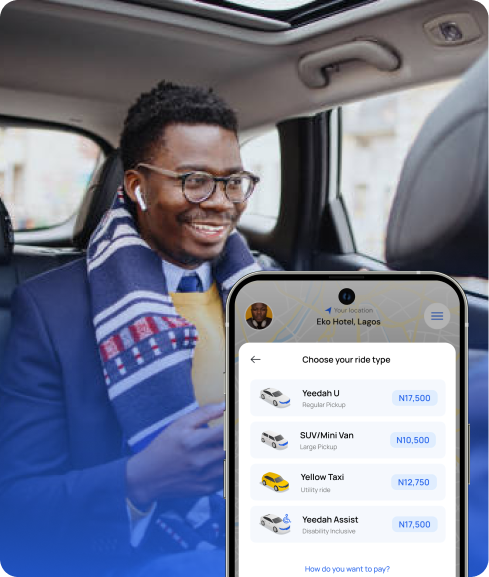 Your location
Eko Hotel, Lagos
Choose your ride type
Yeedah U
Regular Pickup
N17,500
SUV/Mini Van
Large Pickup
N10,500
Yellow Taxi
Utility ride
N12,750
Yeedah Assist
Disability Inclusive
N17,500
How do you want to pay?